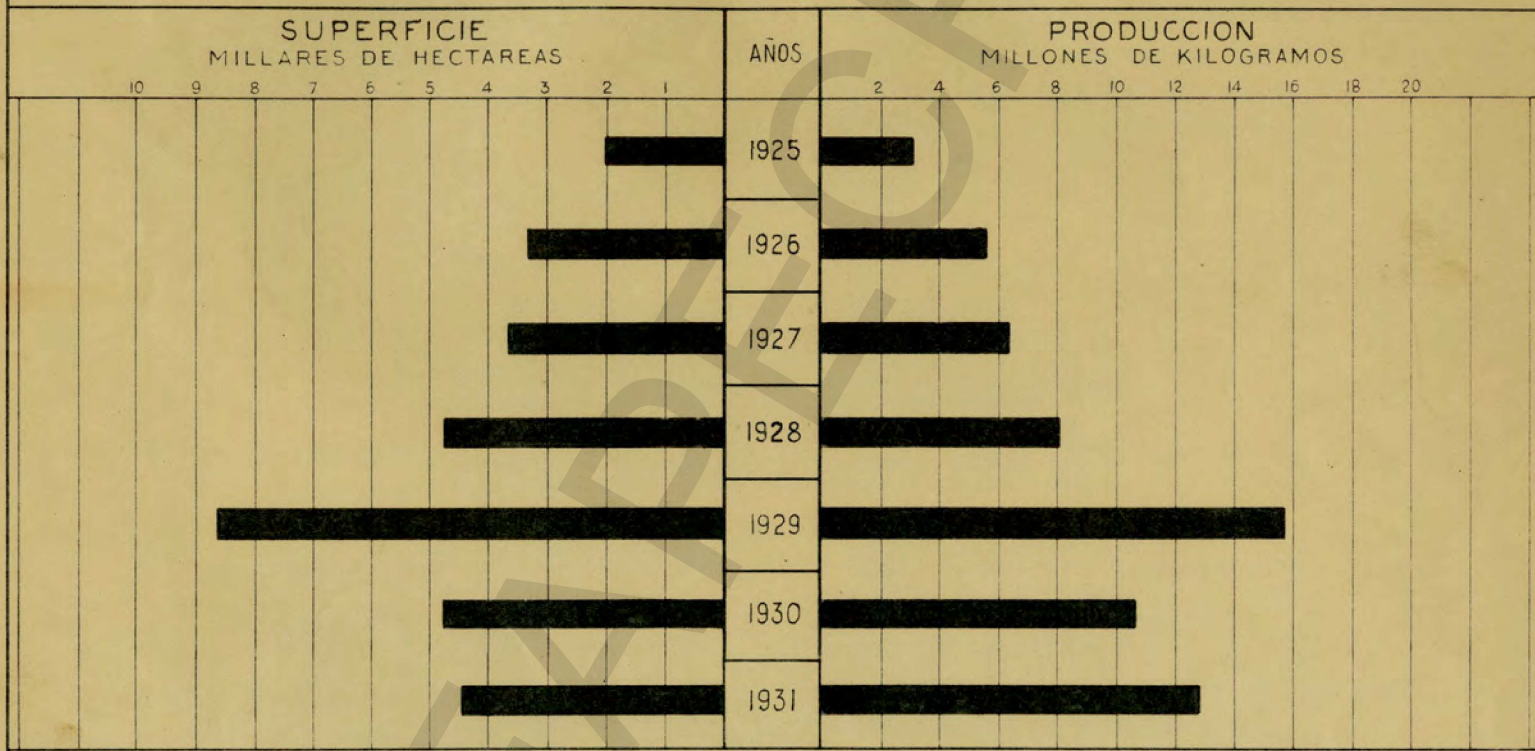 SUPERFICIE
MILLARES DE HECTAREAS
10 9 8 7 6 5 4 3 2 1
AÑOS
PRODUCCION
MILLONES DE KILOGRAMOS
2 4 6 8 10 12 14 16 18 20
1925
1926
1927
1928
1929
1930
1931